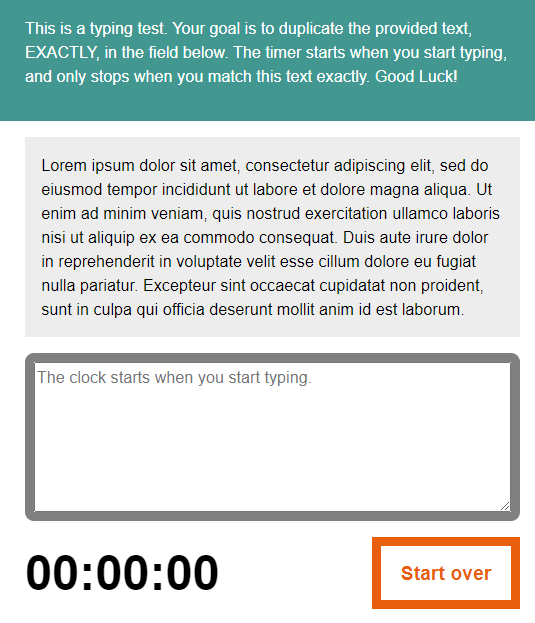 This is a typing test. Your goal is to duplicate the provided text,
EXACTLY, in the field below. The timer starts when you start typing,
and only stops when you match this text exactly. Good Luck!
Lorem ipsum dolor sit amet, consectetur adipiscing elit, sed do
eiusmod tempor incididunt ut labore et dolore magna aliqua. Ut
enim ad minim veniam, quis nostrud exercitation ullamco laboris
nisi ut aliquip ex ea commodo consequat. Duis aute irure dolor
in reprehenderit in voluptate velit esse cillum dolore eu fugiat
nulla pariatur. Excepteur sint occaecat cupidatat non proident,
sunt in culpa qui officia deserunt mollit anim id est laborum.
The clock starts when you start typing.
00:00:00
Start over